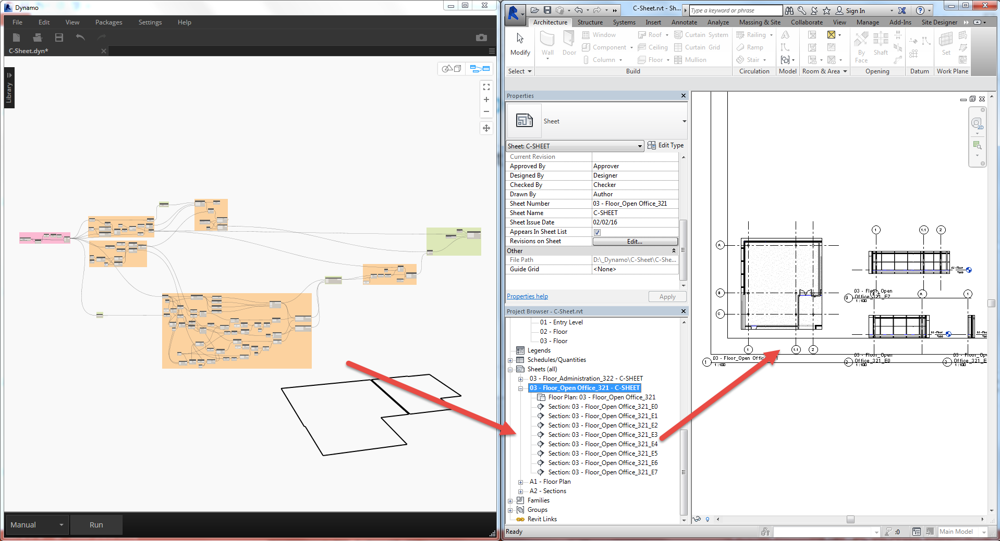 Dynamo
File Edit View Packages Settings Help
C-Sheet.dyn*
Library
Manual
Run
C-Sheet.rvt - Sh...
Type a keyword or phrase
Sign In
Architecture Structure Systems Insert Annotate Analyze Massing & Site Collaborate View Manage Add-Ins Site Designer
Modify
Wall
Door
Window
Component
Column
Roof
Ceiling
Floor
Curtain System
Curtain Grid
Mullion
Railing
Ramp
Stair
By Face
Shaft
Set
Select
Build
Circulation
Model
Room & Area
Opening
Datum
Work Plane
Properties
Sheet
Sheet: C-SHEET
Edit Type
Current Revision
Approved By Approver
Designed By Designer
Checked By Checker
Drawn By Author
Sheet Number 03 - Floor_Open Office_321
Sheet Name C-SHEET
Sheet Issue Date 02/02/16
Appears In Sheet List
Revisions on Sheet Edit...
Other
File Path D:\_Dynamo\C-Sheet\C-She...
Guide Grid <None>
Properties help
Apply
Project Browser - C-Sheet.rvt
01 - Entry Level
02 - Floor
03 - Floor
Legends
Schedules/Quantities
Sheets (all)
03 - Floor_Administration_322 - C-SHEET
03 - Floor_Open Office_321 - C-SHEET
Floor Plan: 03 - Floor_Open Office_321
Section: 03 - Floor_Open Office_321_E0
Section: 03 - Floor_Open Office_321_E1
Section: 03 - Floor_Open Office_321_E2
Section: 03 - Floor_Open Office_321_E3
Section: 03 - Floor_Open Office_321_E4
Section: 03 - Floor_Open Office_321_E5
Section: 03 - Floor_Open Office_321_E6
Section: 03 - Floor_Open Office_321_E7
A1 - Floor Plan
A2 - Sections
Families
Groups
Revit Links
2D
1 1.1 2
A
B
C
1 1.1 2
1
03 - Floor_Open Office_321
1 : 100
9
03 - Floor_Open
Office_321_E7
1 : 100
A 1
2
03 - Floor_Open
Office_321_E0
1 : 100
3
03 - Floor_Op
Office_321_E
1 : 100
Ready
:0
Main Model